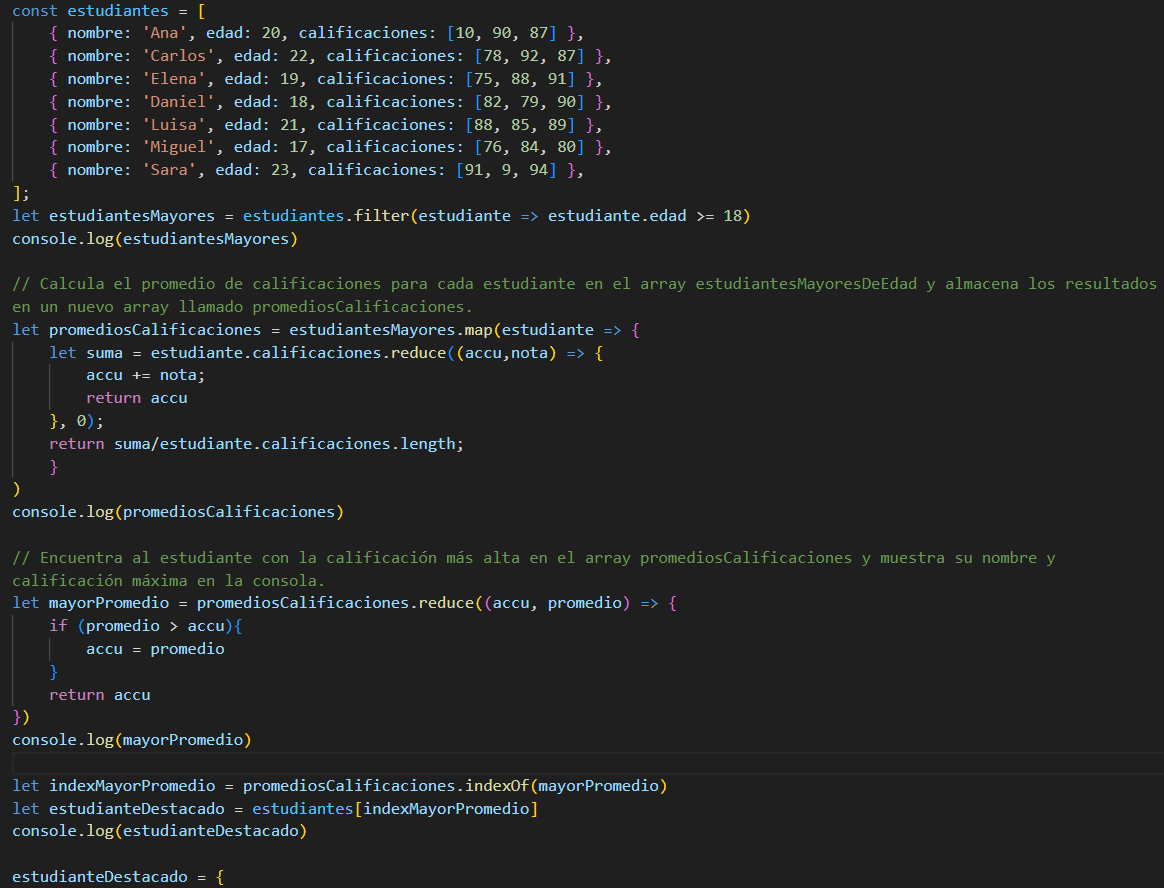 const estudiantes = [
    { nombre: 'Ana', edad: 20, calificaciones: [10, 90, 87] },
    { nombre: 'Carlos', edad: 22, calificaciones: [78, 92, 87] },
    { nombre: 'Elena', edad: 19, calificaciones: [75, 88, 91] },
    { nombre: 'Daniel', edad: 18, calificaciones: [82, 79, 90] },
    { nombre: 'Luisa', edad: 21, calificaciones: [88, 85, 89] },
    { nombre: 'Miguel', edad: 17, calificaciones: [76, 84, 80] },
    { nombre: 'Sara', edad: 23, calificaciones: [91, 9, 94] },
];
let estudiantesMayores = estudiantes.filter(estudiante => estudiante.edad >= 18)
console.log(estudiantesMayores)

// Calcula el promedio de calificaciones para cada estudiante en el array estudiantesMayoresDeEdad y almacena los resultados
en un nuevo array llamado promediosCalificaciones.
let promediosCalificaciones = estudiantesMayores.map(estudiante => {
    let suma = estudiante.calificaciones.reduce((accu,nota) => {
        accu += nota;
        return accu
    }, 0);
    return suma/estudiante.calificaciones.length;
    }
)
console.log(promediosCalificaciones)

// Encuentra al estudiante con la calificación más alta en el array promediosCalificaciones y muestra su nombre y
calificación máxima en la consola.
let mayorPromedio = promediosCalificaciones.reduce((accu, promedio) => {
    if (promedio > accu){
        accu = promedio
    }
    return accu
})
console.log(mayorPromedio)

let indexMayorPromedio = promediosCalificaciones.indexOf(mayorPromedio)
let estudianteDestacado = estudiantes[indexMayorPromedio]
console.log(estudianteDestacado)

estudianteDestacado = {